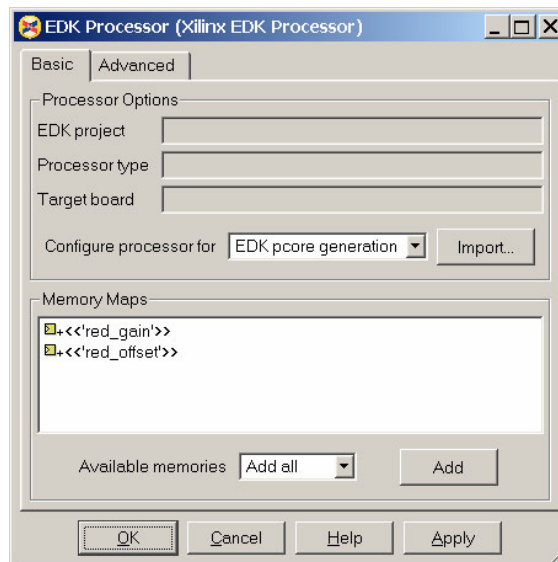 EDK Processor (Xilinx EDK Processor)
Basic Advanced
Processor Options
EDK project
Processor type
Target board
Configure processor for EDK pcore generation Import...
Memory Maps
+<<'red_gain'>>
+<<'red_offset'>>
Available memories Add all Add
OK Cancel Help Apply